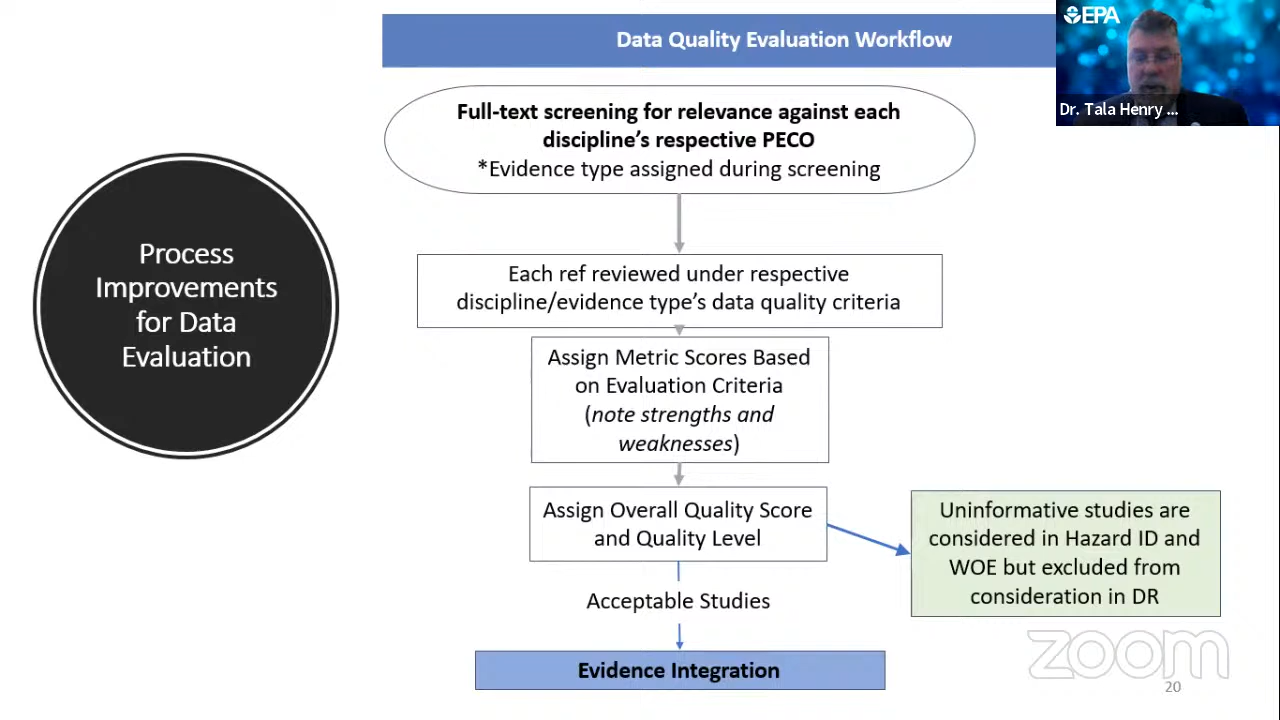 Data Quality Evaluation Workflow
EPA
Dr. Tala Henry ...
Full-text screening for relevance against each
discipline's respective PECO
*Evidence type assigned during screening
Process
Improvements
for Data
Evaluation
Each ref reviewed under respective
discipline/evidence type's data quality criteria
Assign Metric Scores Based
on Evaluation Criteria
(note strengths and
weaknesses)
Assign Overall Quality Score
and Quality Level
Uninformative studies are
considered in Hazard ID and
WOE but excluded from
consideration in DR
Acceptable Studies
Evidence Integration
zoom
20